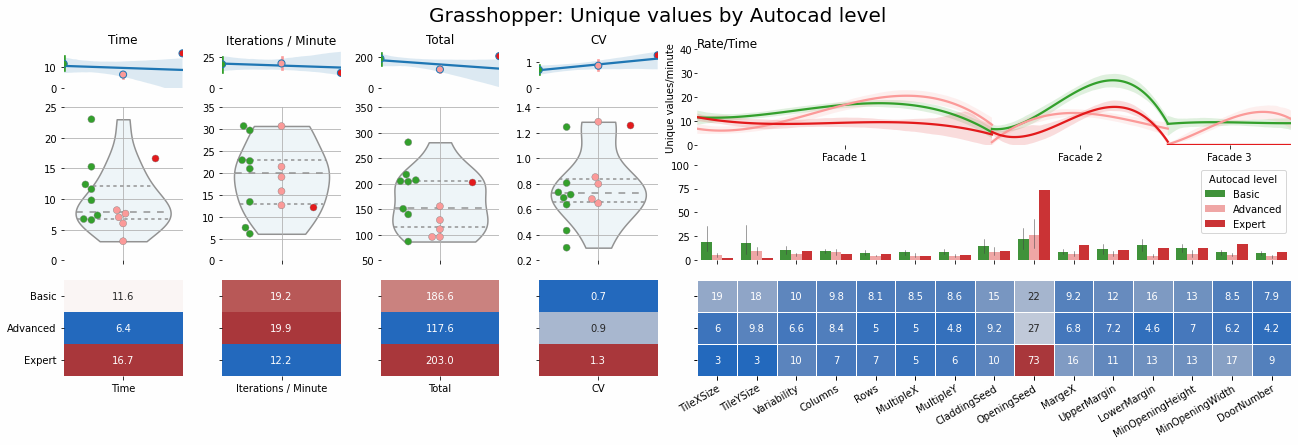 Grasshopper: Unique values by Autocad level
Time
Iterations / Minute
Total
CV
Rate/Time
10
0
25
0
200
0
1
0
40
30
20
10
0
Unique values/minute
Facade 1
Facade 2
Facade 3
25
20
15
10
5
0
35
30
25
20
15
10
5
0
350
300
250
200
150
100
50
1.4
1.2
1.0
0.8
0.6
0.4
0.2
100
75
50
25
0
Autocad level
Basic
Advanced
Expert
Basic 11.6 19.2 186.6 0.7 19 18 10 9.8 8.1 8.5 8.6 15 22 9.2 12 16 13 8.5 7.9
Advanced 6.4 19.9 117.6 0.9 6 9.8 6.6 8.4 5 5 4.8 9.2 27 6.8 7.2 4.6 7 6.2 4.2
Expert 16.7 12.2 203.0 1.3 3 3 10 7 7 5 6 10 73 16 11 13 13 17 9
Time
Iterations / Minute
Total
CV
TileXSize
TileYSize
Variability
Columns
Rows
MultipleX
MultipleY
CladdingSeed
OpeningSeed
MargeX
UpperMargin
LowerMargin
MinOpeningHeight
MinOpeningWidth
DoorNumber